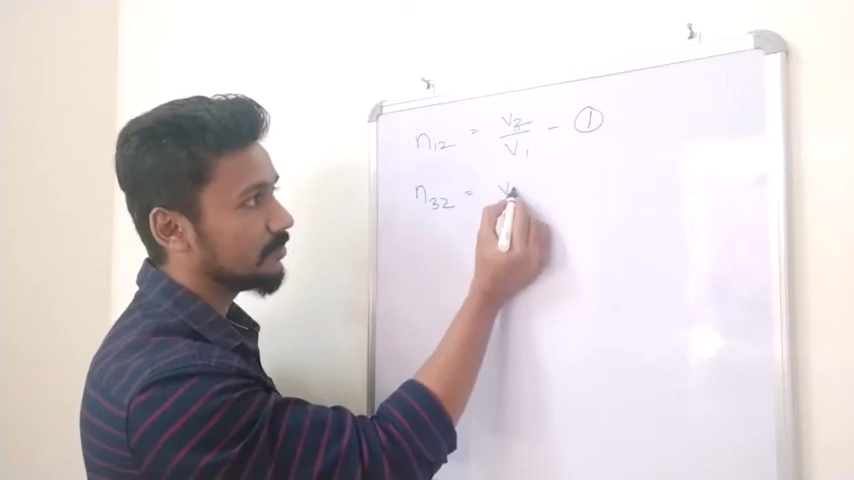 n₁₂ = v₂/v₁ - ①
n₃₂ = v